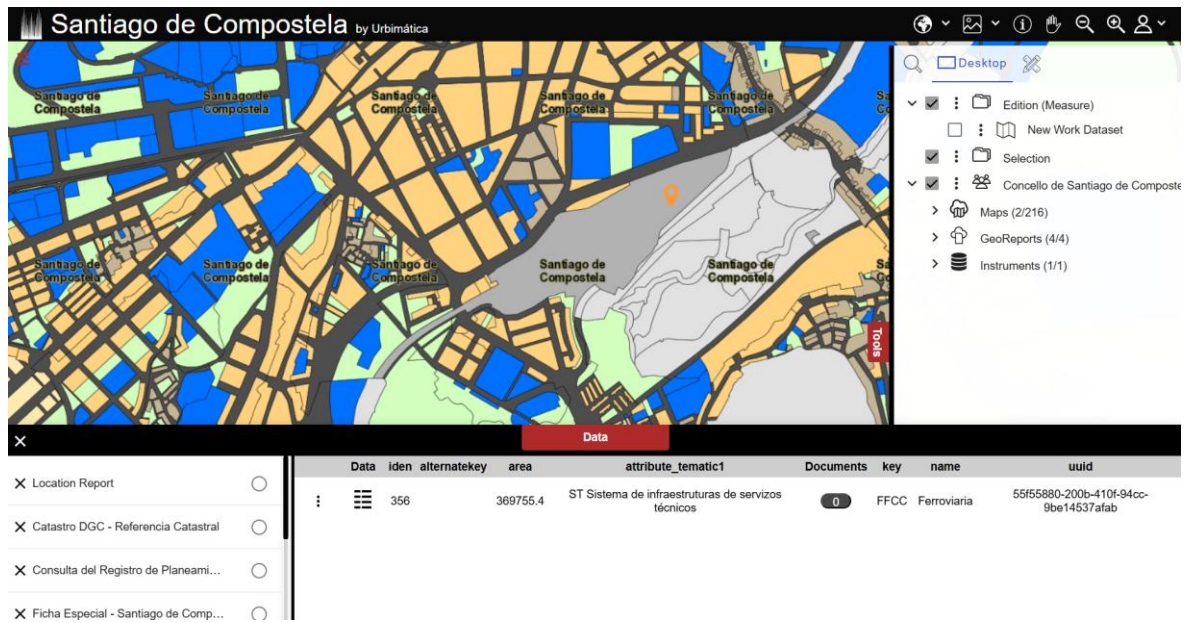 Santiago de Compostela by Urbimática
Desktop
Edition (Measure)
New Work Dataset
Selection
Concello de Santiago de Composte
Maps (2/216)
GeoReports (4/4)
Instruments (1/1)
Santiago de Santiago de Santiago de Santiago de Santiago de Sa
Compostela Compostela Compostela Compostela Compostela Co
Santiago de Santiago de Santiago de Santiago de Santiago de Sa
Compostela Compostela Compostela Compostela Compostela Co
Tools
Data
Location Report
Catastro DGC - Referencia Catastral
Consulta del Registro de Planeami...
Ficha Especial - Santiago de Comp...
Data iden alternatekey area attribute_tematic1 Documents key name uuid
356 369755.4 ST Sistema de infraestruturas de servizos técnicos 0 FFCC Ferroviaria 55f55880-200b-410f-94cc-9be14537afab